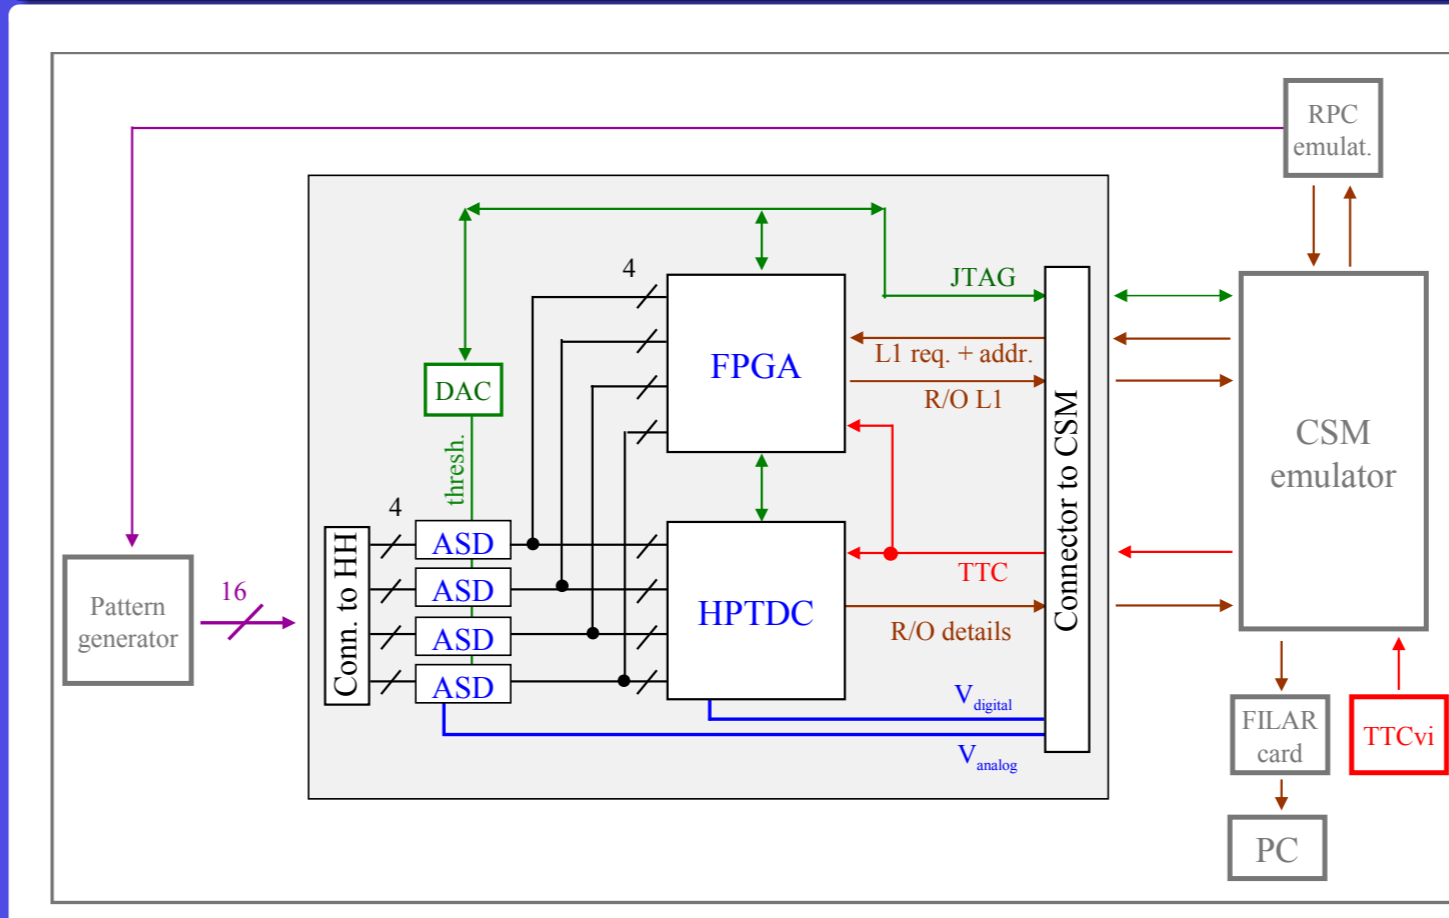 RPC
emulat.
4
JTAG
FPGA
L1 req. + addr.
R/O L1
DAC
thresh.
Connector to CSM
CSM
emulator
4
Conn. to HH
ASD
ASD
ASD
ASD
HPTDC
TTC
R/O details
Pattern
generator
16
Vdigital
Vanalog
FILAR
card
TTCvi
PC